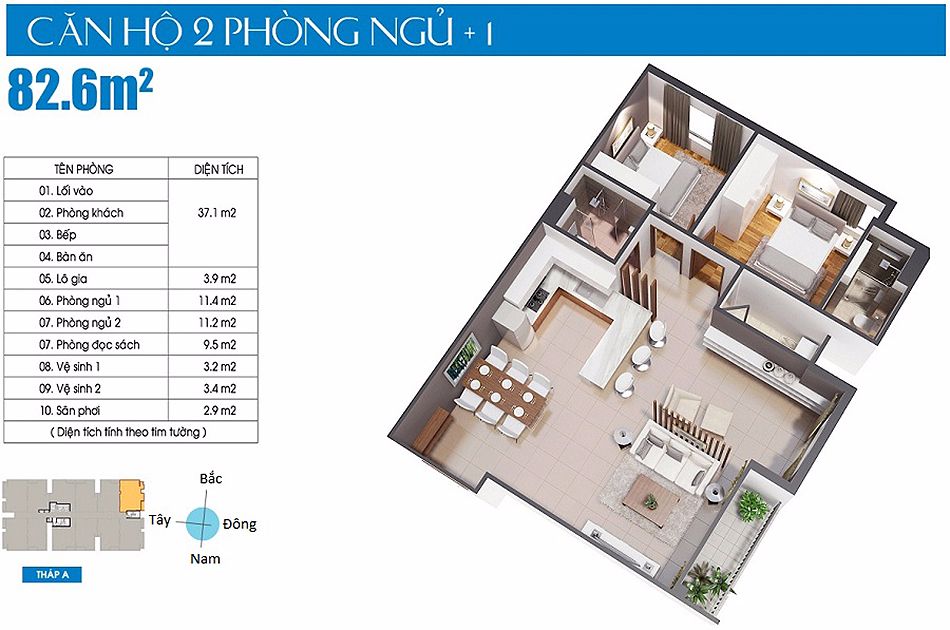 CĂN HỘ 2 PHÒNG NGỦ + 1
82.6m²
TÊN PHÒNG DIỆN TÍCH
01. Lối vào
02. Phòng khách 37.1 m2
03. Bếp
04. Bàn ăn
05. Lô gia 3.9 m2
06. Phòng ngủ 1 11.4 m2
07. Phòng ngủ 2 11.2 m2
07. Phòng đọc sách 9.5 m2
08. Vệ sinh 1 3.2 m2
09. Vệ sinh 2 3.4 m2
10. Sân phơi 2.9 m2
( Diện tích tính theo tim tường )
Bắc
Tây Đông
Nam
THÁP A